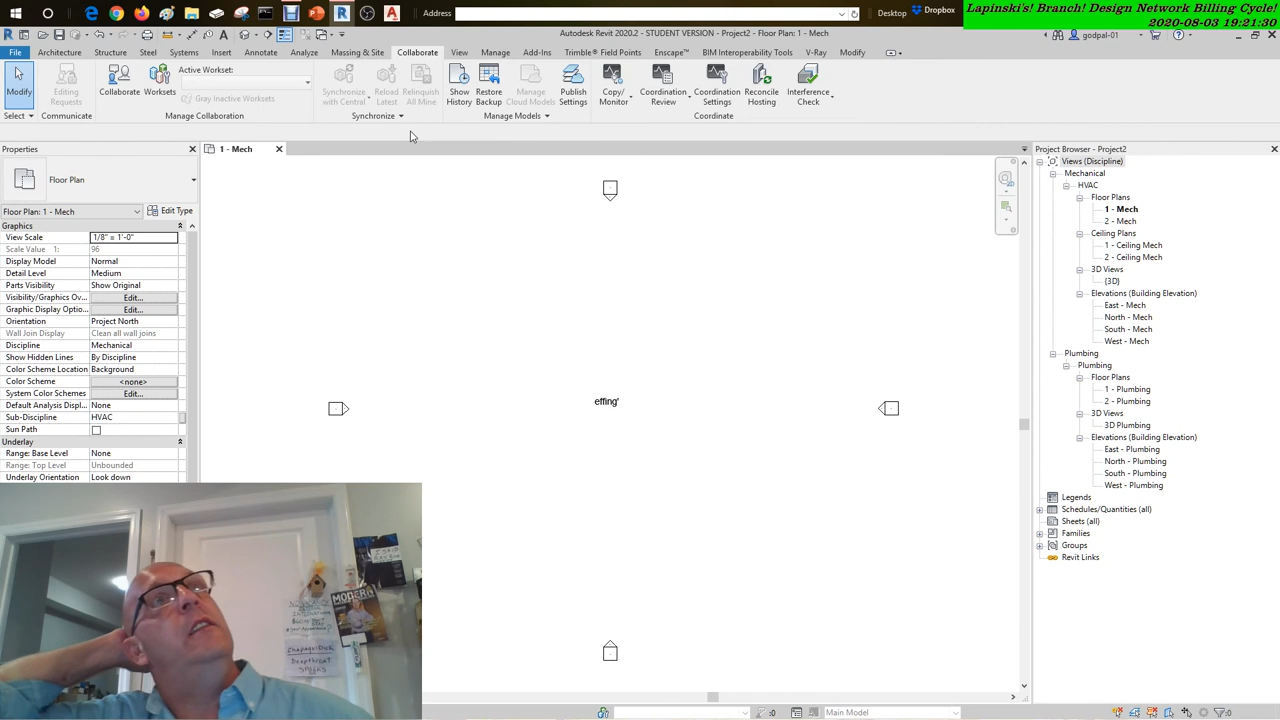 Address
Desktop
Dropbox
Lapinski's! Branch! Design Network Billing Cycle!
2020-08-03 19:21:30
Autodesk Revit 2020.2 - STUDENT VERSION - Project2 - Floor Plan: 1 - Mech
godpal-01
File Architecture Structure Steel Systems Insert Annotate Analyze Massing & Site Collaborate View Manage Add-Ins Trimble® Field Points Enscape™ BIM Interoperability Tools V-Ray Modify
Modify
Editing Requests
Collaborate
Worksets
Active Workset:
Gray Inactive Worksets
Synchronize with Central
Reload Latest
Relinquish All Mine
Show History
Restore Backup
Manage Cloud Models
Publish Settings
Copy/ Monitor
Coordination Review
Coordination Settings
Reconcile Hosting
Interference Check
Select
Communicate
Manage Collaboration
Synchronize
Manage Models
Coordinate
Properties
1 - Mech
Project Browser - Project2
Floor Plan
Floor Plan: 1 - Mech
Edit Type
Graphics
View Scale 1/8" = 1'-0"
Scale Value 1: 96
Display Model Normal
Detail Level Medium
Parts Visibility Show Original
Visibility/Graphics Ov... Edit...
Graphic Display Optio... Edit...
Orientation Project North
Wall Join Display Clean all wall joins
Discipline Mechanical
Show Hidden Lines By Discipline
Color Scheme Location Background
Color Scheme <none>
System Color Schemes Edit...
Default Analysis Displ... None
Sub-Discipline HVAC
Sun Path
Underlay
Range: Base Level None
Range: Top Level Unbounded
Underlay Orientation Look down
effing'
2D
Views (Discipline)
Mechanical
HVAC
Floor Plans
1 - Mech
2 - Mech
Ceiling Plans
1 - Ceiling Mech
2 - Ceiling Mech
3D Views
{3D}
Elevations (Building Elevation)
East - Mech
North - Mech
South - Mech
West - Mech
Plumbing
Plumbing
Floor Plans
1 - Plumbing
2 - Plumbing
3D Views
3D Plumbing
Elevations (Building Elevation)
East - Plumbing
North - Plumbing
South - Plumbing
West - Plumbing
Legends
Schedules/Quantities (all)
Sheets (all)
Families
Groups
Revit Links
MODERN
ChapaquiDick
Deepthroat
:0
Main Model
:0